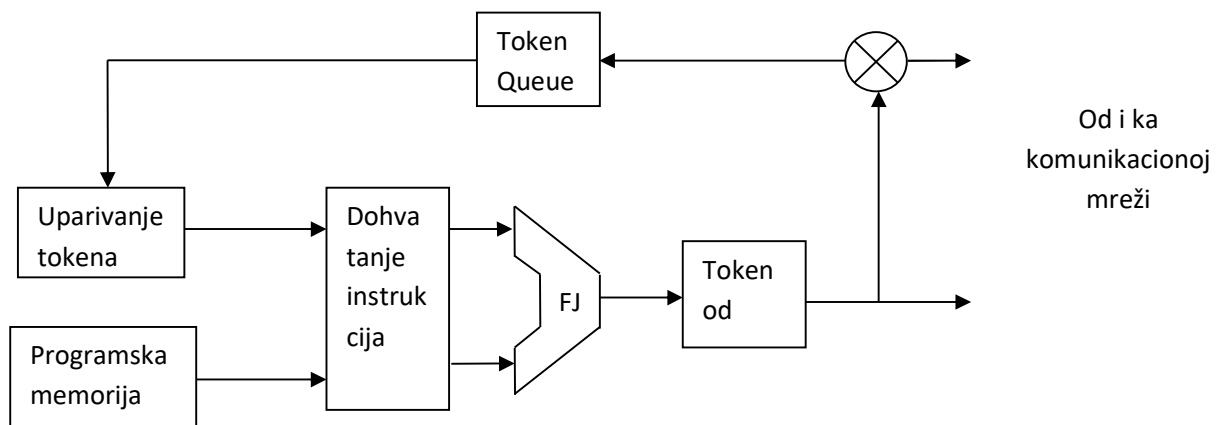 Token
Queue
Od i ka
komunikacionoj
mreži
Uparivanje
tokena
Dohva
tanje
instruk
cija
FJ
Token
od
Programska
memorija